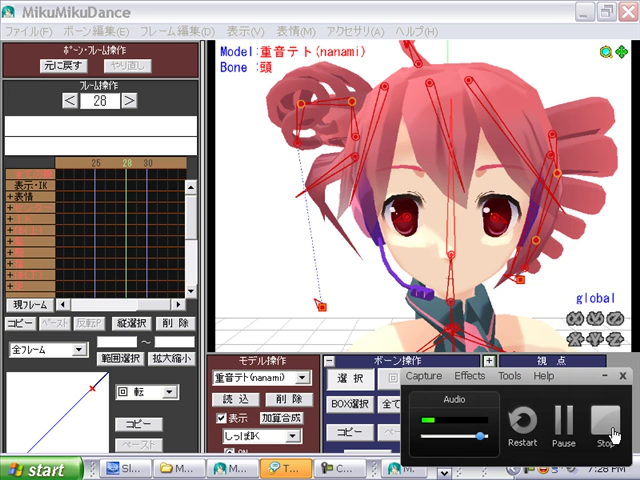 MikuMikuDance
ファイル(F) ボーン編集(E) フレーム編集(D) 表示(V) 表情(M) アクセサリ(A) ヘルプ(H)
ボーン・フレーム操作
元に戻す やり直し
フレーム操作
< 28 >
25 28 30
表示・IK
+表情
現フレーム
コピー ペースト 反転P 縦選択 削 除
全フレーム ～
範囲選択 拡大縮小
回 転
コピー
ペースト
Model:重音テト(nanami)
Bone :頭
global
X Y Z
X Y Z
モデル操作
重音テト(nanami)
読 込 削 除
表示 加算合成
しっぽIK
ボーン操作
選 択
BOX選択 全て
コピー
視 点
Capture Effects Tools Help
Audio
Restart Pause Stop
start
Sl... M... M... T... C... M... 7:28 PM